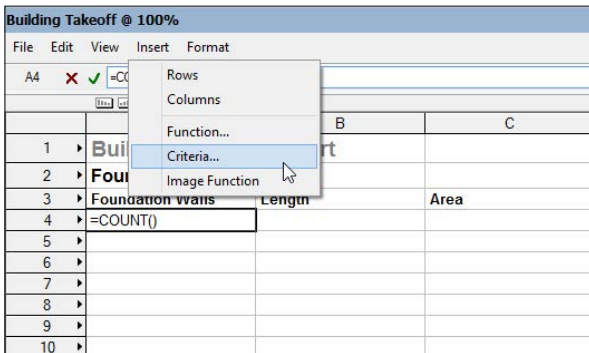 Building Takeoff @ 100%
File Edit View Insert Format
A4 =CO
Rows
Columns
Function...
Criteria...
Image Function
B C
1 Buil rt
2 Four
3 Foundation Walls Length Area
4 =COUNT()
5
6
7
8
9
10